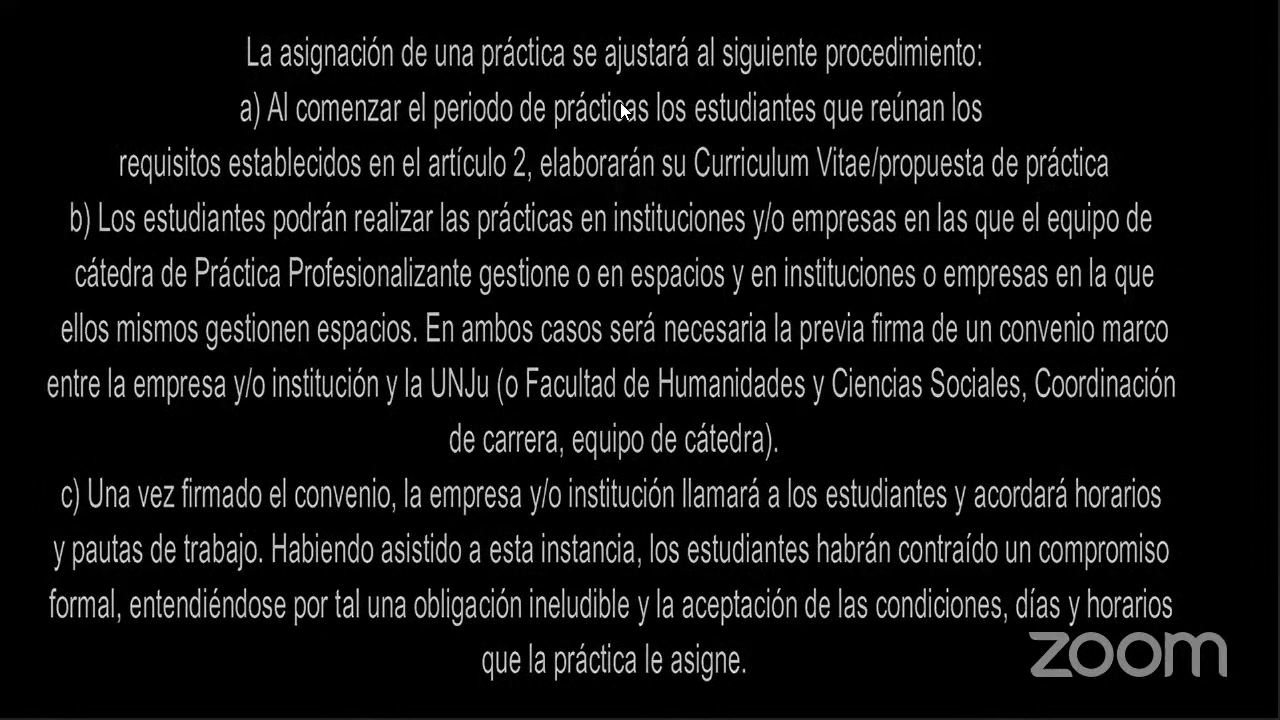 La asignación de una práctica se ajustará al siguiente procedimiento:
a) Al comenzar el periodo de prácticas los estudiantes que reúnan los
requisitos establecidos en el artículo 2, elaborarán su Curriculum Vitae/propuesta de práctica
b) Los estudiantes podrán realizar las prácticas en instituciones y/o empresas en las que el equipo de
cátedra de Práctica Profesionalizante gestione o en espacios y en instituciones o empresas en la que
ellos mismos gestionen espacios. En ambos casos será necesaria la previa firma de un convenio marco
entre la empresa y/o institución y la UNJu (o Facultad de Humanidades y Ciencias Sociales, Coordinación
de carrera, equipo de cátedra).
c) Una vez firmado el convenio, la empresa y/o institución llamará a los estudiantes y acordará horarios
y pautas de trabajo. Habiendo asistido a esta instancia, los estudiantes habrán contraído un compromiso
formal, entendiéndose por tal una obligación ineludible y la aceptación de las condiciones, días y horarios
que la práctica le asigne.
zoom